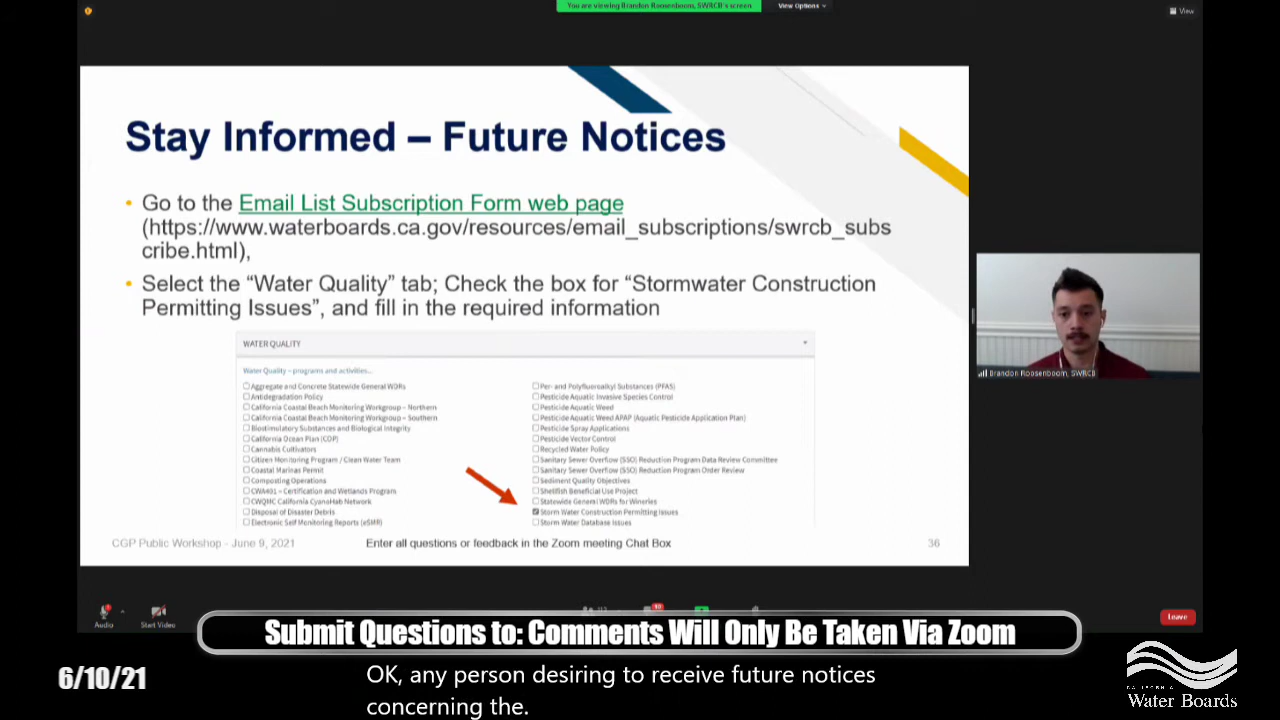 You are viewing Brandon Roosenboom, SWRCB's screen
View Options
View
Stay Informed – Future Notices
• Go to the Email List Subscription Form web page
(https://www.waterboards.ca.gov/resources/email_subscriptions/swrcb_subs
cribe.html),
• Select the “Water Quality” tab; Check the box for “Stormwater Construction
Permitting Issues”, and fill in the required information
WATER QUALITY
Water Quality – programs and activities...
Aggregate and Concrete Statewide General WDRs
Antidegradation Policy
California Coastal Beach Monitoring Workgroup – Northern
California Coastal Beach Monitoring Workgroup – Southern
Biostimulatory Substances and Biological Integrity
California Ocean Plan (COP)
Cannabis Cultivators
Citizen Monitoring Program / Clean Water Team
Coastal Marinas Permit
Composting Operations
CWA401 – Certification and Wetlands Program
CWQMC California CyanoHab Network
Disposal of Disaster Debris
Electronic Self Monitoring Reports (eSMR)
Per- and Polyfluoroalkyl Substances (PFAS)
Pesticide Aquatic Invasive Species Control
Pesticide Aquatic Weed
Pesticide Aquatic Weed APAP (Aquatic Pesticide Application Plan)
Pesticide Spray Applications
Pesticide Vector Control
Recycled Water Policy
Sanitary Sewer Overflow (SSO) Reduction Program Data Review Committee
Sanitary Sewer Overflow (SSO) Reduction Program Order Review
Sediment Quality Objectives
Shellfish Beneficial Use Project
Statewide General WDRs for Wineries
Storm Water Construction Permitting Issues
Storm Water Database Issues
CGP Public Workshop - June 9, 2021
Enter all questions or feedback in the Zoom meeting Chat Box
36
Brandon Roosenboom, SWRCB
Audio
Start Video
Leave
Submit Questions to: Comments Will Only Be Taken Via Zoom
6/10/21
OK, any person desiring to receive future notices
concerning the.
CALIFORNIA
Water Boards